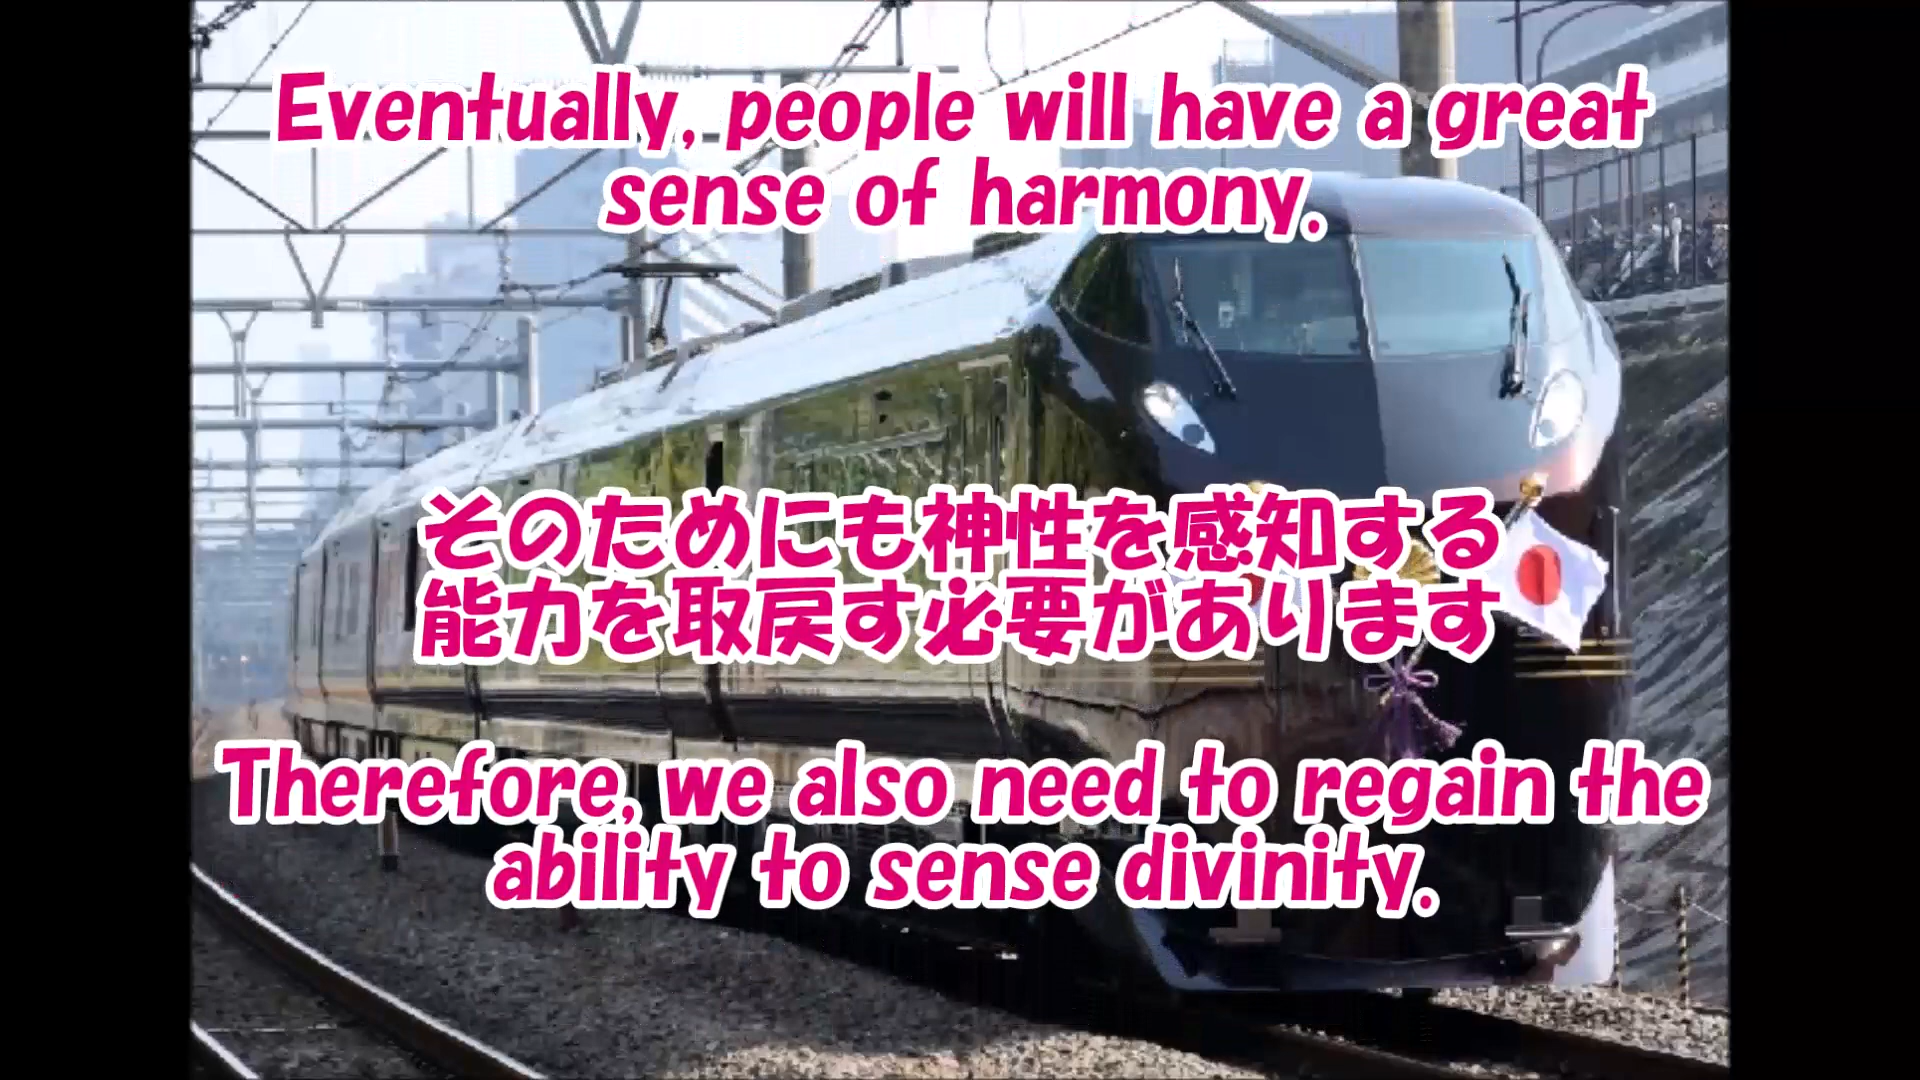 Eventually, people will have a great
sense of harmony.
そのためにも神性を感知する
能力を取戻す必要があります
Therefore, we also need to regain the
ability to sense divinity.